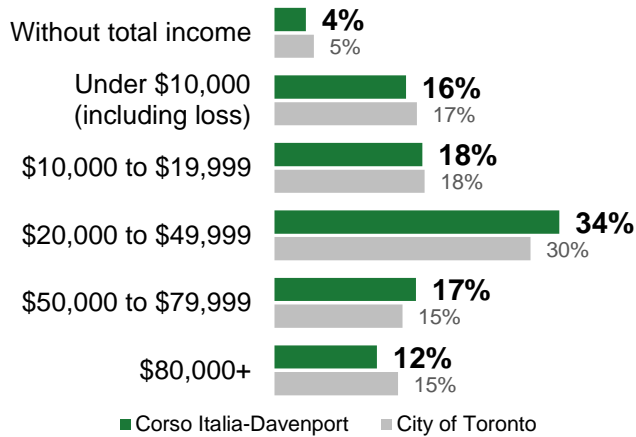 Without total income
4%
5%
Under $10,000
(including loss)
16%
17%
$10,000 to $19,999
18%
18%
$20,000 to $49,999
34%
30%
$50,000 to $79,999
17%
15%
$80,000+
12%
15%
Corso Italia-Davenport City of Toronto